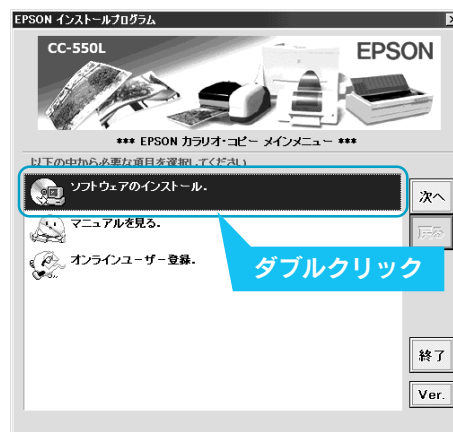 EPSON インストールプログラム
CC-550L
EPSON
*** EPSON カラリオ・コピー メインメニュー ***
以下の中から必要な項目を選択してください
ソフトウェアのインストール.
次へ
マニュアルを見る.
戻る
オンラインユーザー登録.
ダブルクリック
終了
Ver.